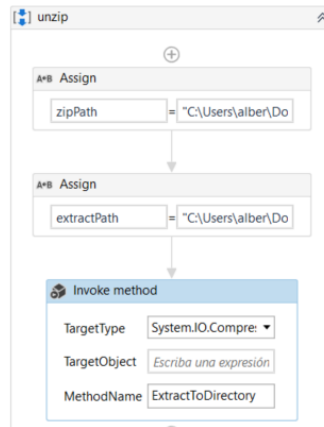 unzip
A+B Assign
zipPath = "C:\Users\alber\Do
A+B Assign
extractPath = "C:\Users\alber\Do
Invoke method
TargetType System.IO.Compre:
TargetObject Escriba una expresión
MethodName ExtractToDirectory